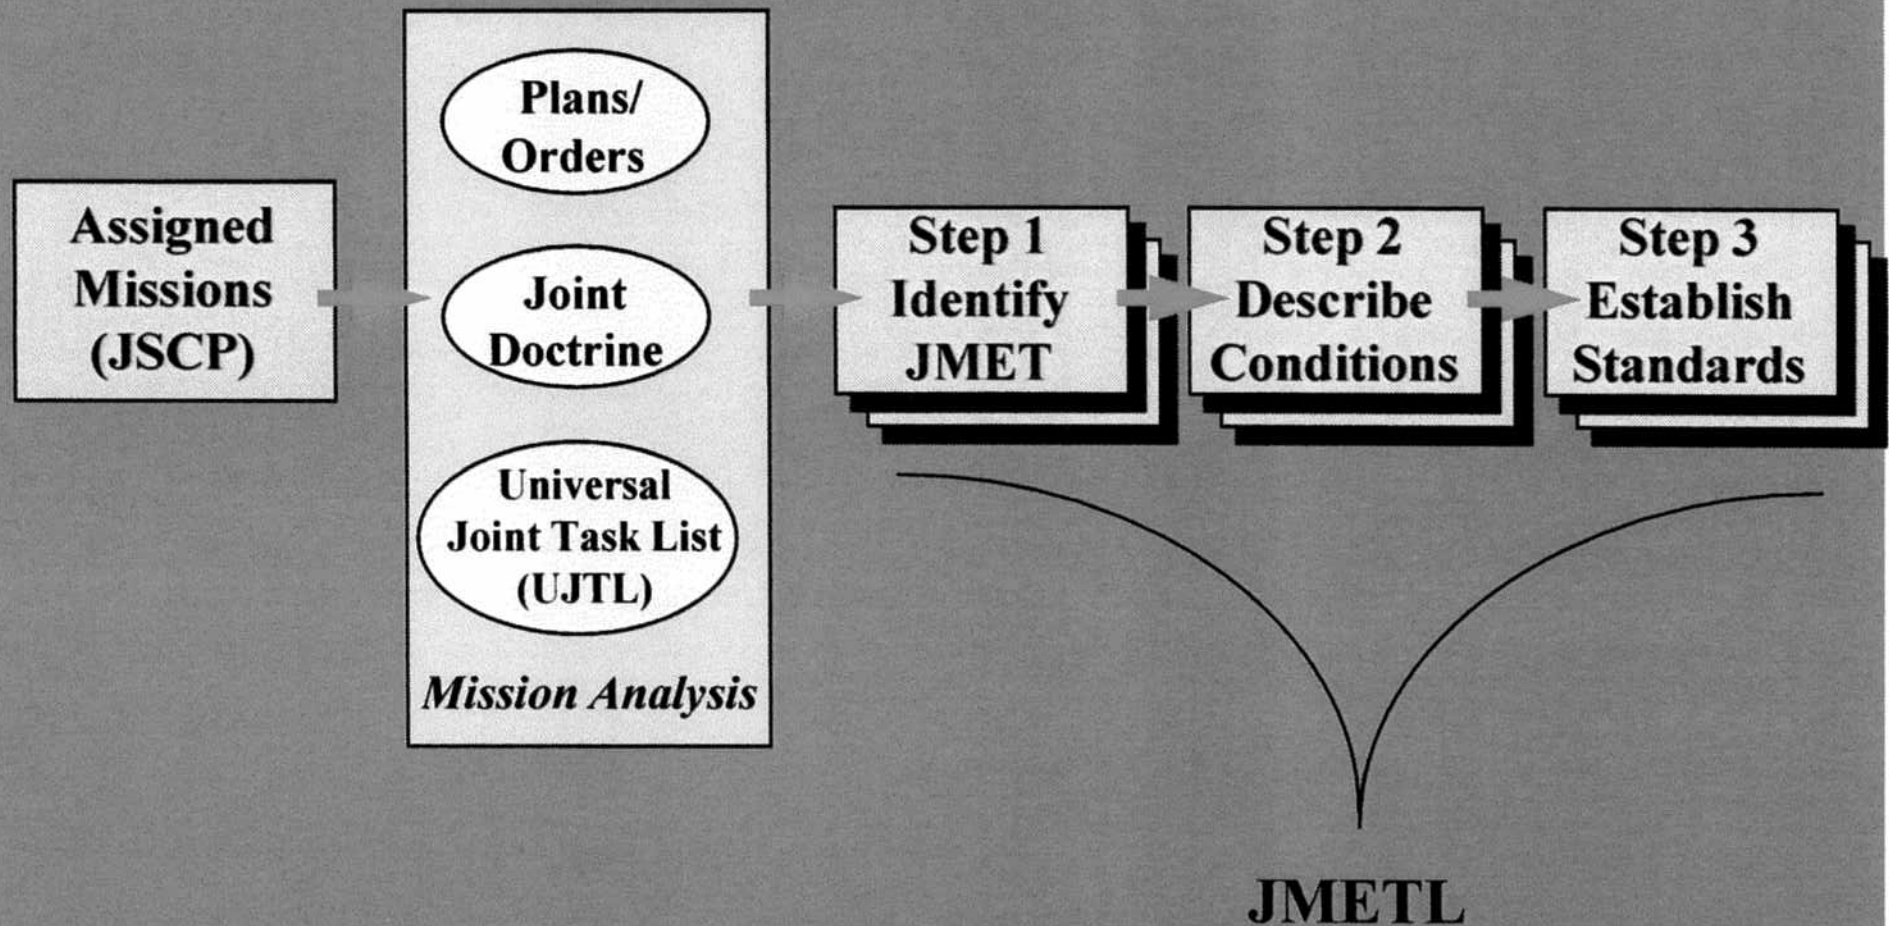 Assigned
Missions
(JSCP)
Plans/
Orders
Joint
Doctrine
Universal
Joint Task List
(UJTL)
Mission Analysis
Step 1
Identify
JMET
Step 2
Describe
Conditions
Step 3
Establish
Standards
JMETL